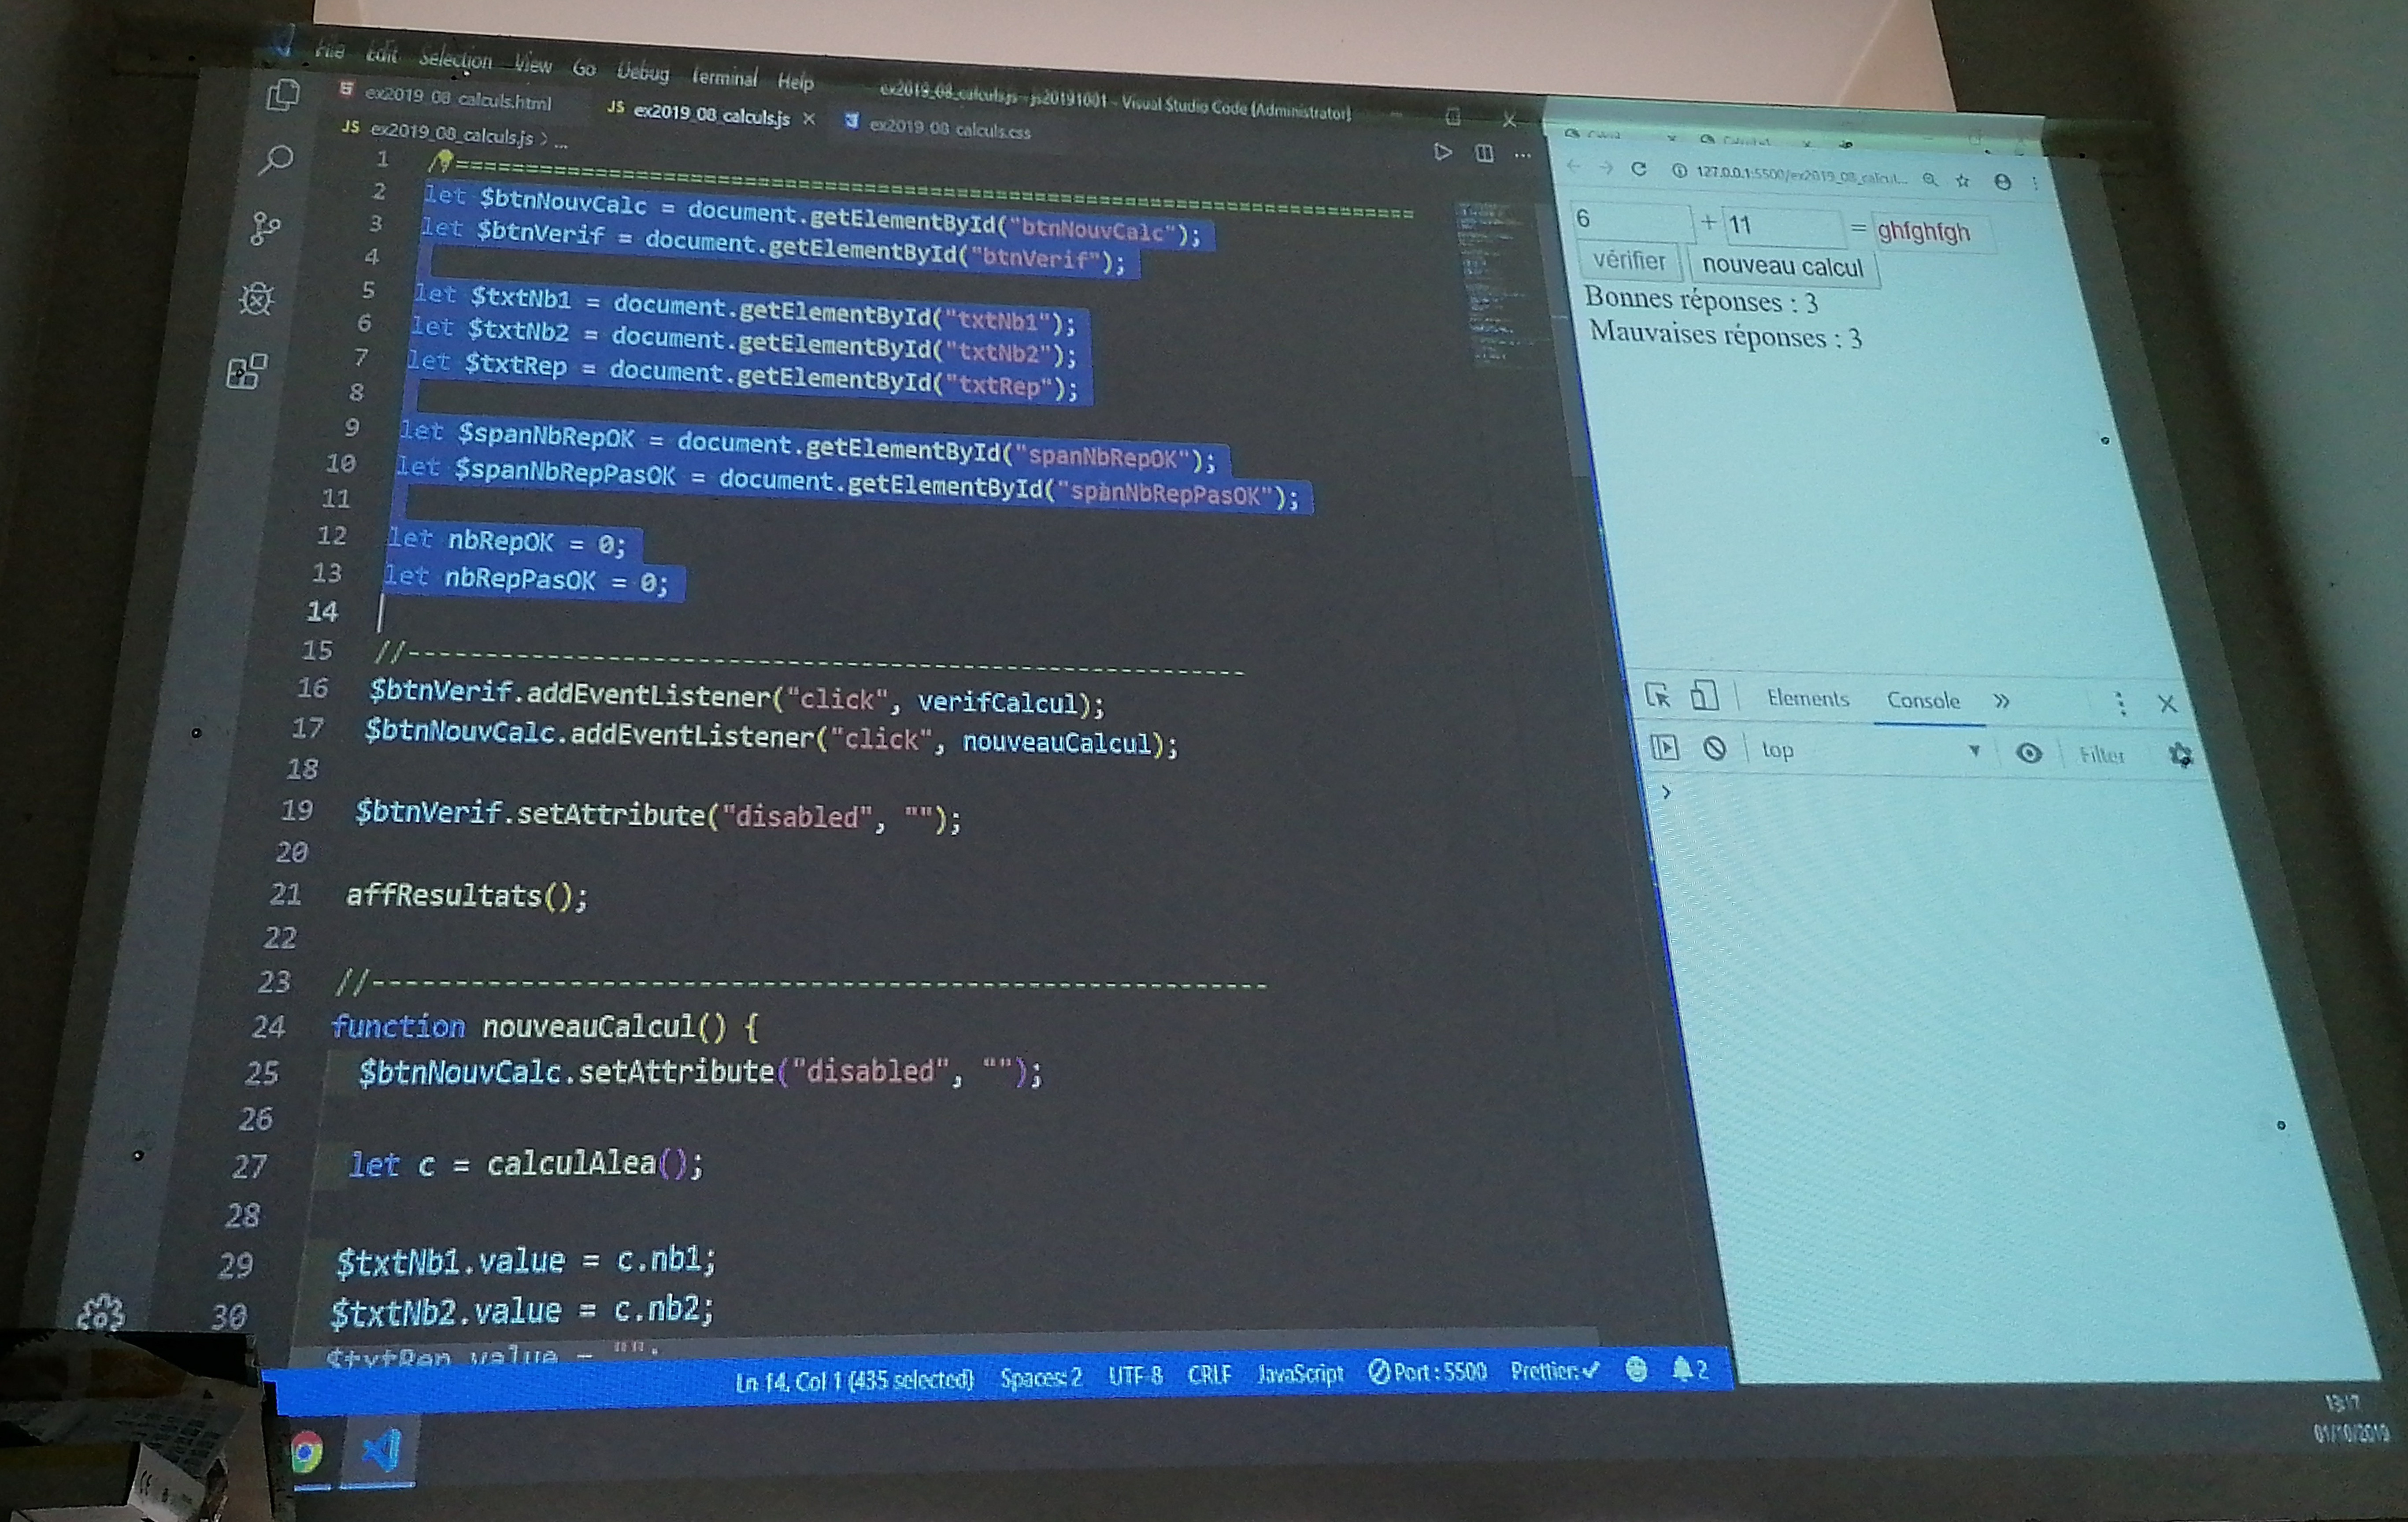 File Edit Selection View Go Debug Terminal Help
ex2019_08_calculs.js - js20191001 - Visual Studio Code [Administrator]
ex2019_08_calculs.html
JS ex2019_08_calculs.js ×
ex2019_08_calculs.css
JS ex2019_08_calculs.js > ...
1 /*==========
2 let $btnNouvCalc = document.getElementById("btnNouvCalc");
3 let $btnVerif = document.getElementById("btnVerif");
4
5 let $txtNb1 = document.getElementById("txtNb1");
6 let $txtNb2 = document.getElementById("txtNb2");
7 let $txtRep = document.getElementById("txtRep");
8
9 let $spanNbRepOK = document.getElementById("spanNbRepOK");
10 let $spanNbRepPasOK = document.getElementById("spanNbRepPasOK");
11
12 let nbRepOK = 0;
13 let nbRepPasOK = 0;
14
15 //----------
16 $btnVerif.addEventListener("click", verifCalcul);
17 $btnNouvCalc.addEventListener("click", nouveauCalcul);
18
19 $btnVerif.setAttribute("disabled", "");
20
21 affResultats();
22
23 //----------
24 function nouveauCalcul() {
25 $btnNouvCalc.setAttribute("disabled", "");
26
27 let c = calculAlea();
28
29 $txtNb1.value = c.nb1;
30 $txtNb2.value = c.nb2;
$txtRep.value = "";
Ln 14, Col 1 (435 selected) Spaces: 2 UTF-8 CRLF JavaScript Port : 5500 Prettier: ✓ 2
127.0.0.1:5500/ex2019_08_calcul...
6 + 11 = ghfghfgh
vérifier nouveau calcul
Bonnes réponses : 3
Mauvaises réponses : 3
Elements Console »
top Filter
>
13:17
01/10/2019